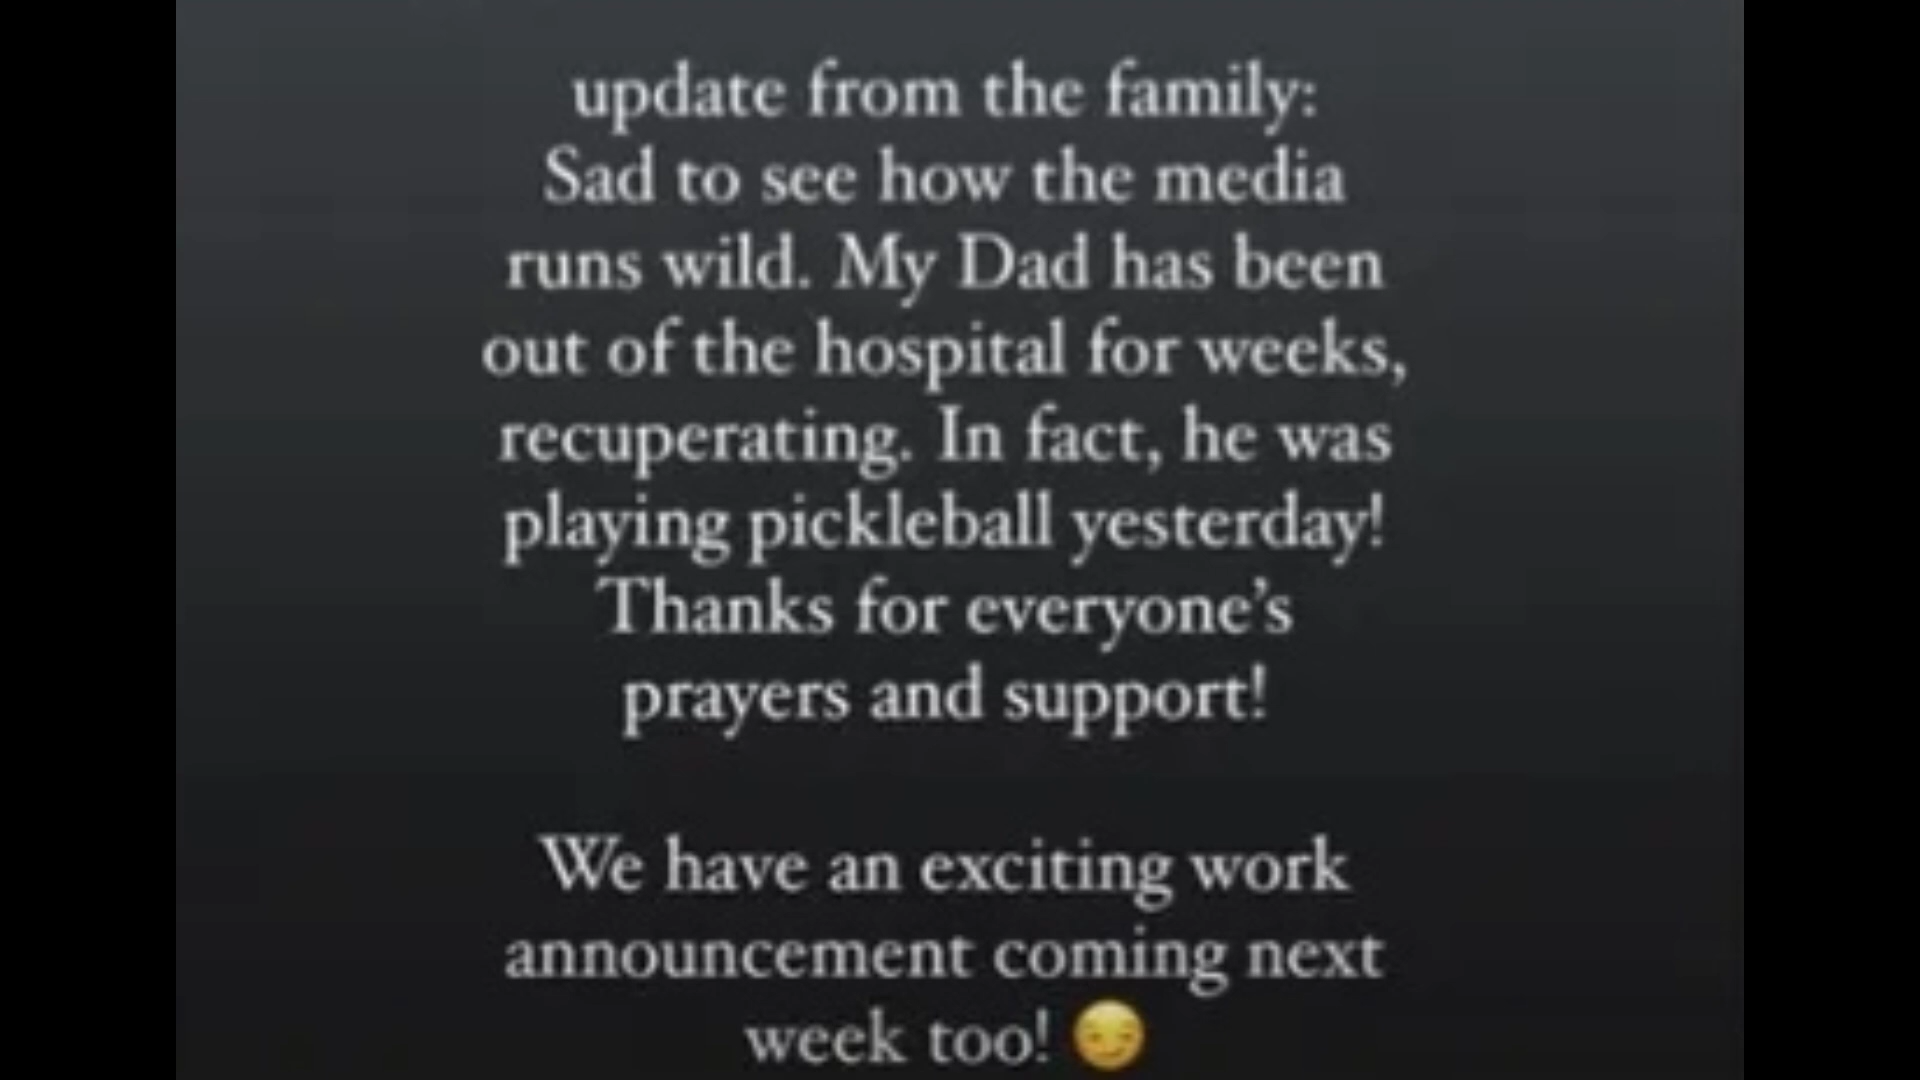 update from the family:
Sad to see how the media
runs wild. My Dad has been
out of the hospital for weeks,
recuperating. In fact, he was
playing pickleball yesterday!
Thanks for everyone’s
prayers and support!
We have an exciting work
announcement coming next
week too! 😏